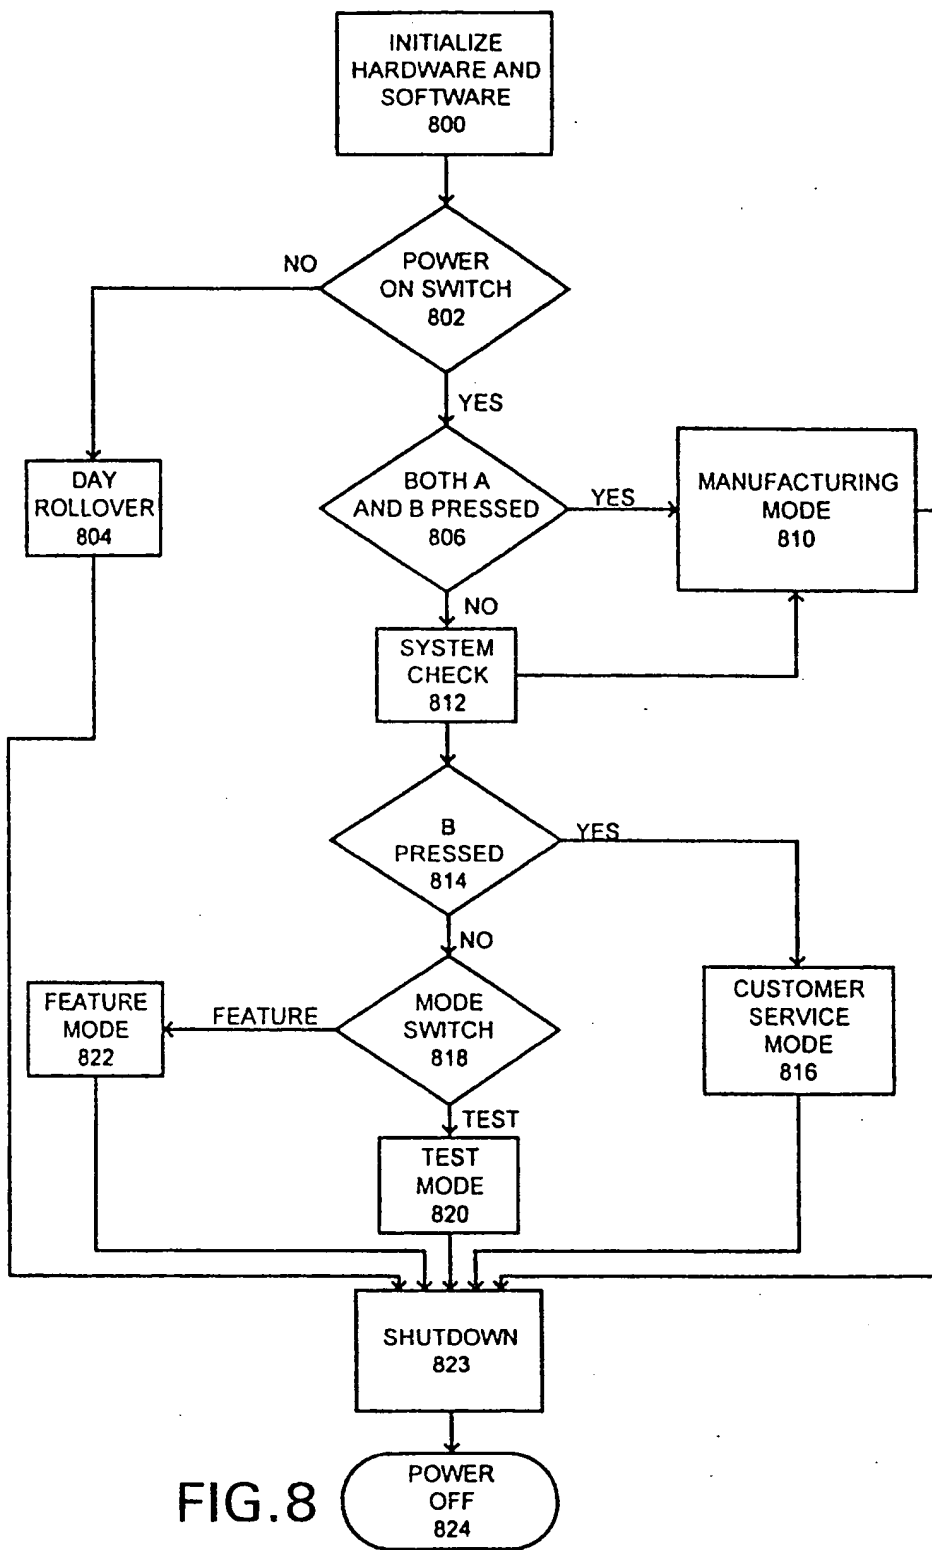 INITIALIZE
HARDWARE AND
SOFTWARE
800
NO
POWER
ON SWITCH
802
YES
DAY
ROLLOVER
804
BOTH A
AND B PRESSED
806
YES
MANUFACTURING
MODE
810
NO
SYSTEM
CHECK
812
B
PRESSED
814
YES
NO
FEATURE
MODE
822
FEATURE
MODE
SWITCH
818
CUSTOMER
SERVICE
MODE
816
TEST
TEST
MODE
820
SHUTDOWN
823
POWER
OFF
824
FIG.8